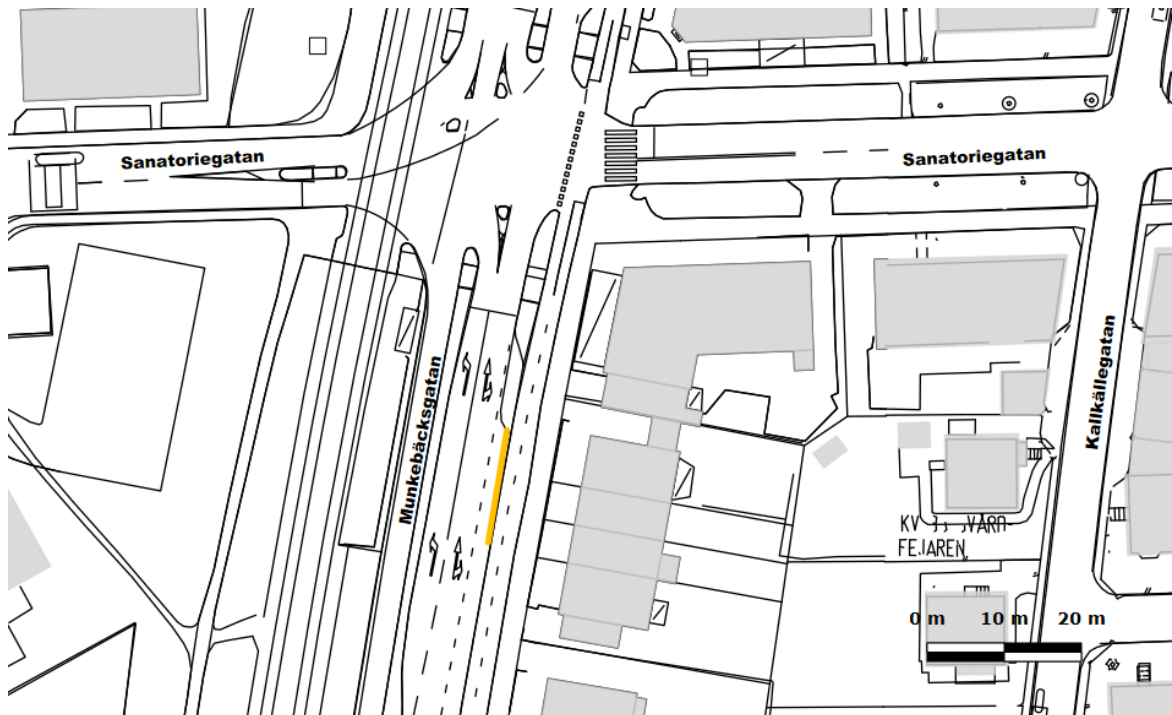 Sanatoriegatan
Sanatoriegatan
Munkebäcksgatan
Kallkällegatan
KV
FEJAREN
0 m 10 m 20 m